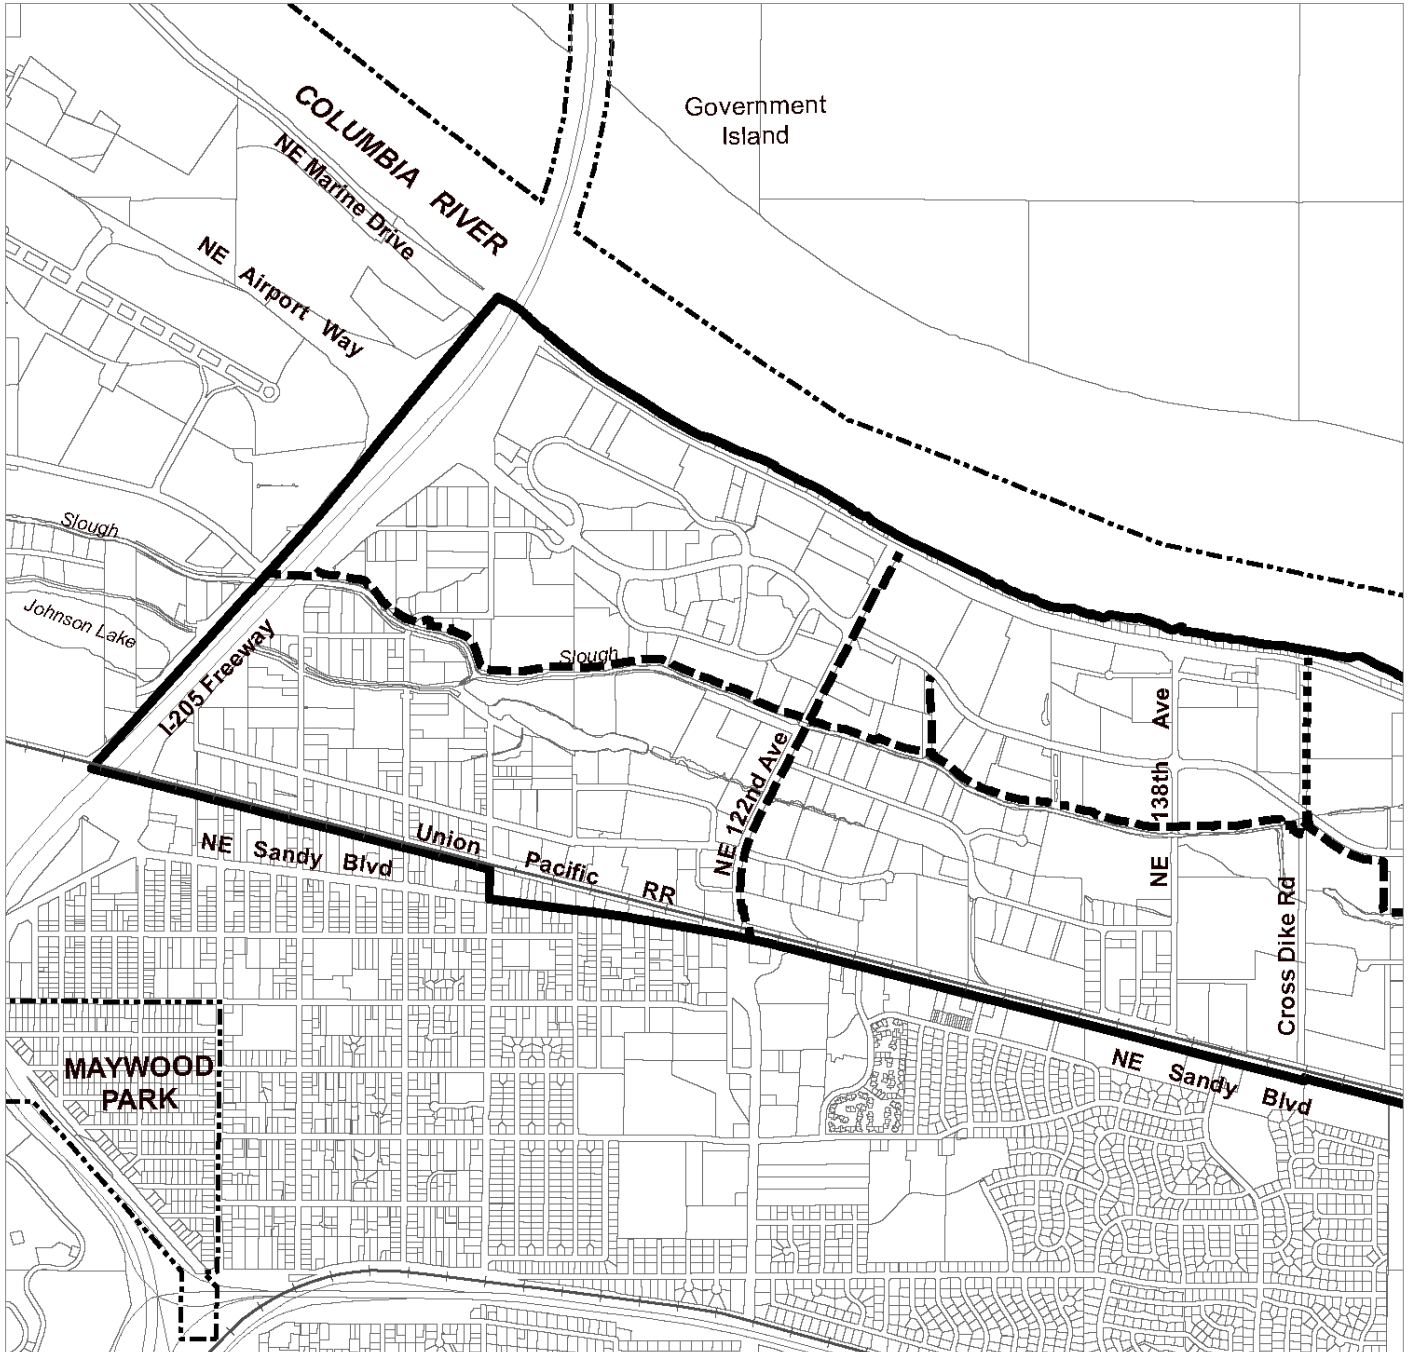 Government
Island
COLUMBIA RIVER
NE Marine Drive
NE Airport Way
Slough
Johnson Lake
I-205 Freeway
Slough
NE 122nd Ave
NE 138th Ave
Cross Dike Rd
NE Sandy Blvd
Union Pacific RR
NE Sandy Blvd
MAYWOOD
PARK